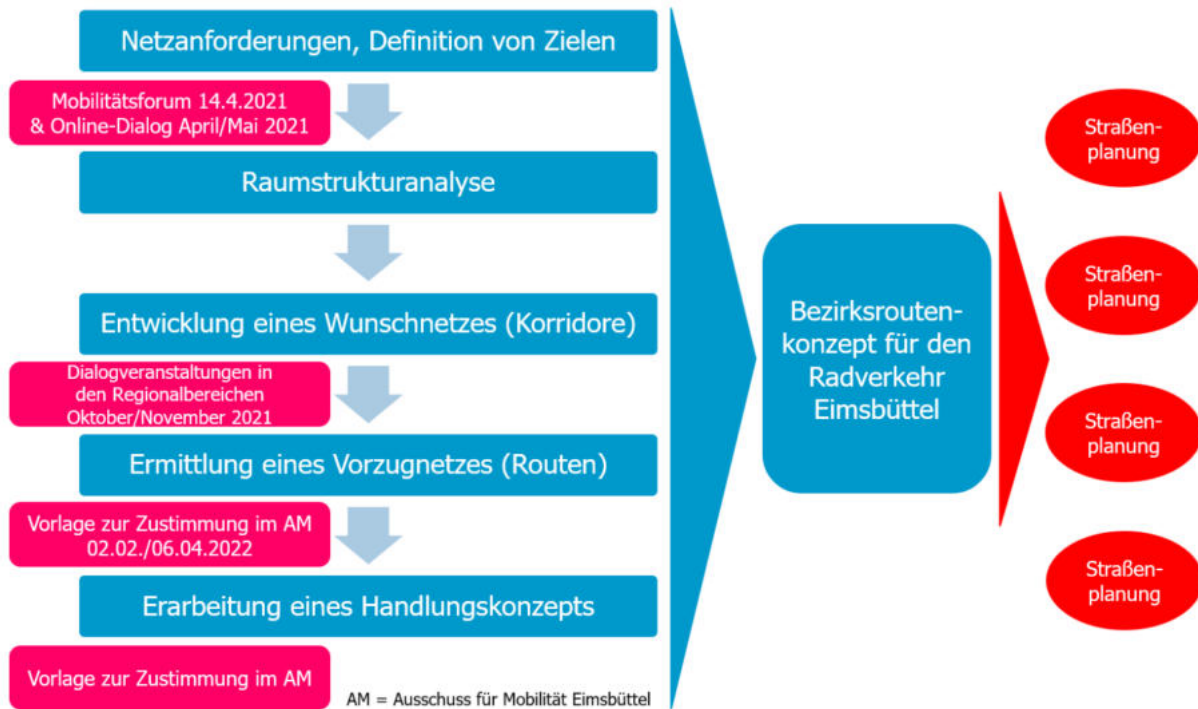 Netzanforderungen, Definition von Zielen
Mobilitätsforum 14.4.2021
& Online-Dialog April/Mai 2021
Raumstrukturanalyse
Entwicklung eines Wunschnetzes (Korridore)
Dialogveranstaltungen in
den Regionalbereichen
Oktober/November 2021
Ermittlung eines Vorzugnetzes (Routen)
Vorlage zur Zustimmung im AM
02.02./06.04.2022
Erarbeitung eines Handlungskonzepts
Vorlage zur Zustimmung im AM
AM = Ausschuss für Mobilität Eimsbüttel
Bezirksrouten-
konzept für den
Radverkehr
Eimsbüttel
Straßen-
planung
Straßen-
planung
Straßen-
planung
Straßen-
planung